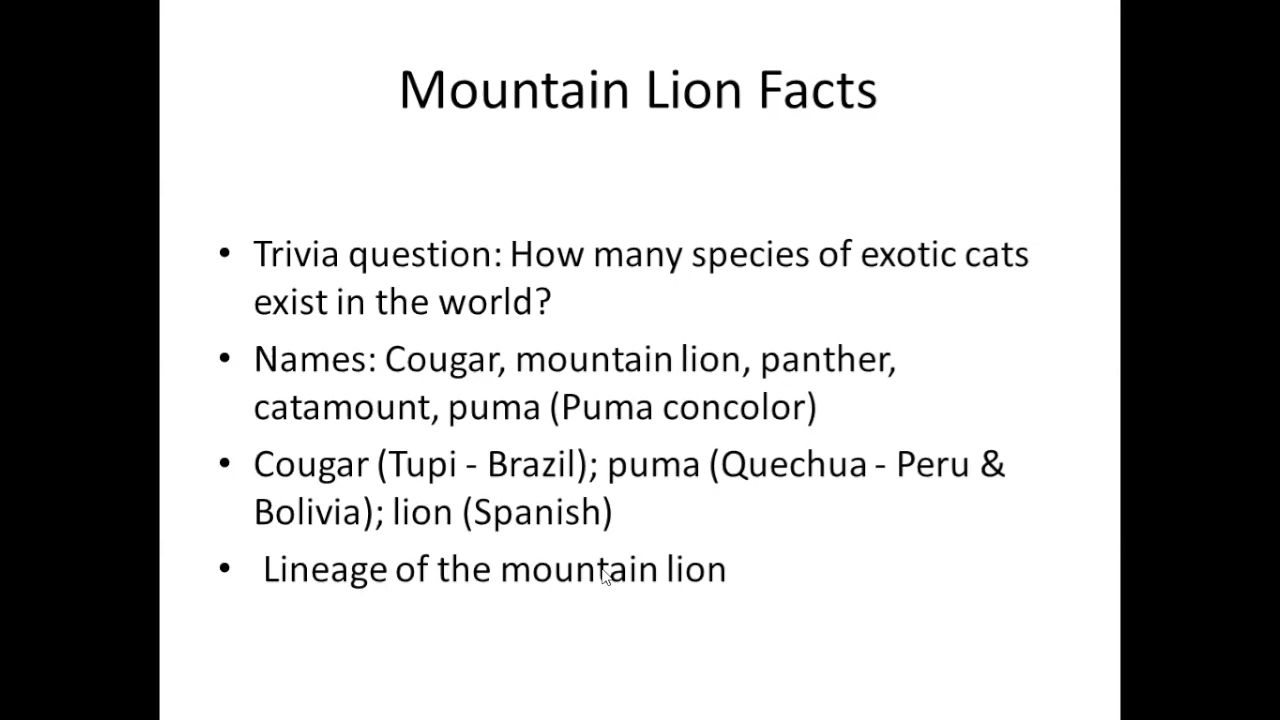 Mountain Lion Facts
• Trivia question: How many species of exotic cats
exist in the world?
• Names: Cougar, mountain lion, panther,
catamount, puma (Puma concolor)
• Cougar (Tupi - Brazil); puma (Quechua - Peru &
Bolivia); lion (Spanish)
• Lineage of the mountain lion